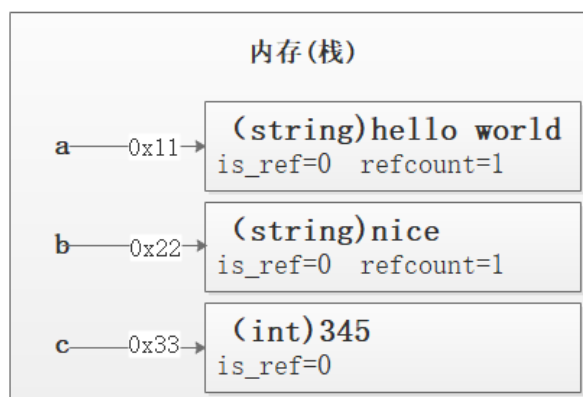 内存(栈)
a 0x11 (string)hello world
is_ref=0 refcount=1
b 0x22 (string)nice
is_ref=0 refcount=1
c 0x33 (int)345
is_ref=0